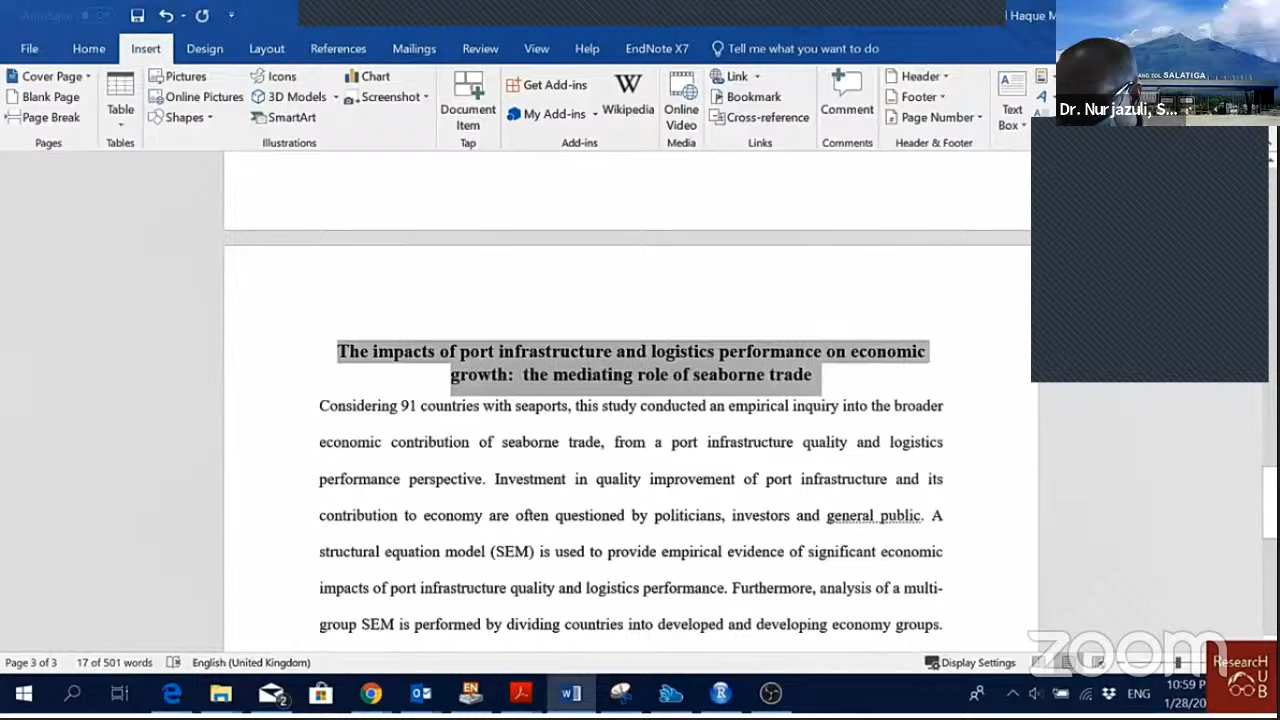 AutoSave Off
Haque M
File Home Insert Design Layout References Mailings Review View Help EndNote X7 Tell me what you want to do
Cover Page
Blank Page
Page Break
Pages
Table
Tables
Pictures
Online Pictures
Shapes
Icons
3D Models
SmartArt
Chart
Screenshot
Illustrations
Document Item
Tap
Get Add-ins
My Add-ins
W
Wikipedia
Add-ins
Online Video
Media
Link
Bookmark
Cross-reference
Links
Comment
Comments
Header
Footer
Page Number
Header & Footer
Text Box
SALATIGA
Dr. Nurjazuli, S...
The impacts of port infrastructure and logistics performance on economic
growth: the mediating role of seaborne trade
Considering 91 countries with seaports, this study conducted an empirical inquiry into the broader
economic contribution of seaborne trade, from a port infrastructure quality and logistics
performance perspective. Investment in quality improvement of port infrastructure and its
contribution to economy are often questioned by politicians, investors and general public. A
structural equation model (SEM) is used to provide empirical evidence of significant economic
impacts of port infrastructure quality and logistics performance. Furthermore, analysis of a multi-
group SEM is performed by dividing countries into developed and developing economy groups.
zoom
Page 3 of 3 17 of 501 words English (United Kingdom) Display Settings
ResearcH
U
B
ENG
10:59 P
1/28/20